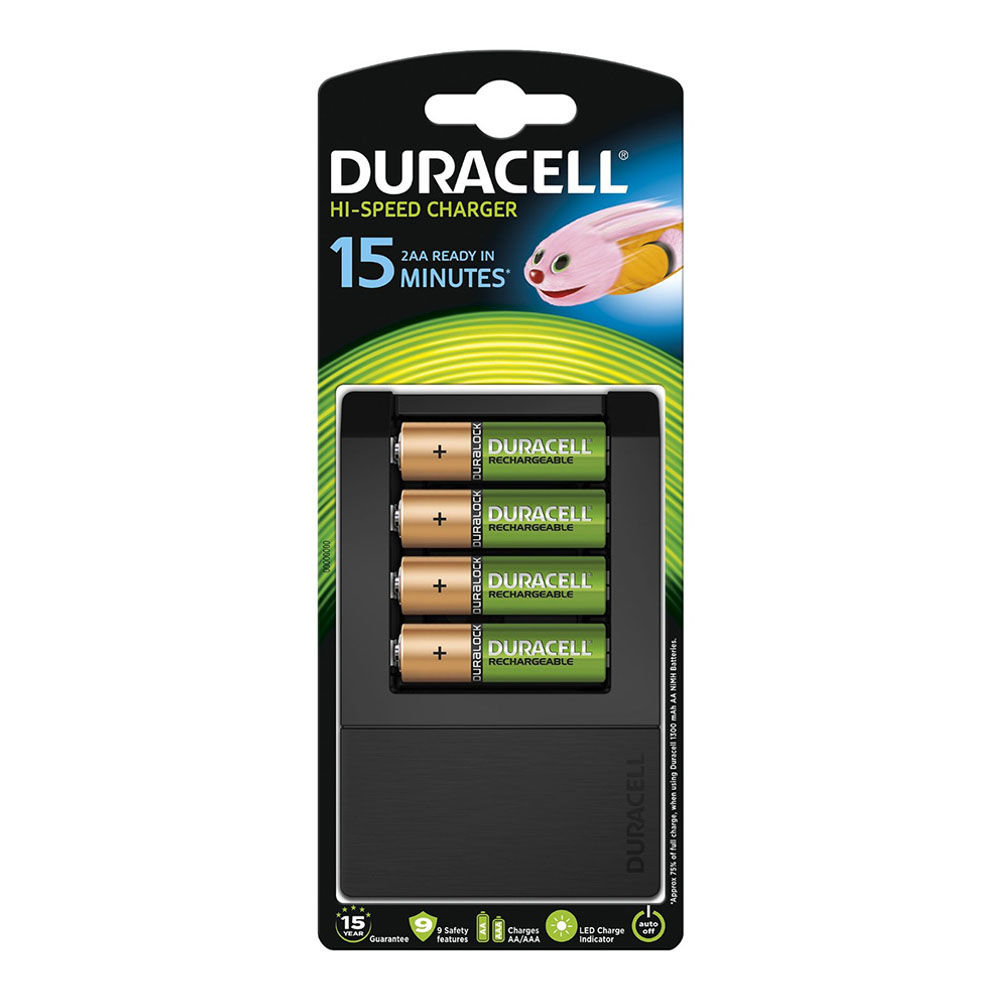 DURACELL®
HI-SPEED CHARGER
15 2AA READY IN
MINUTES*
+ DURALOCK DURACELL
RECHARGEABLE
+ DURALOCK DURACELL
RECHARGEABLE
+ DURALOCK DURACELL
RECHARGEABLE
+ DURALOCK DURACELL
RECHARGEABLE
DURACELL
*Approx 75% of full charge, when using Duracell 1300 mAh AA NiMH Batteries.
15
YEAR
Guarantee
9
9 Safety
features
AA
AAA
Charges
AA/AAA
LED Charge
Indicator
auto
off